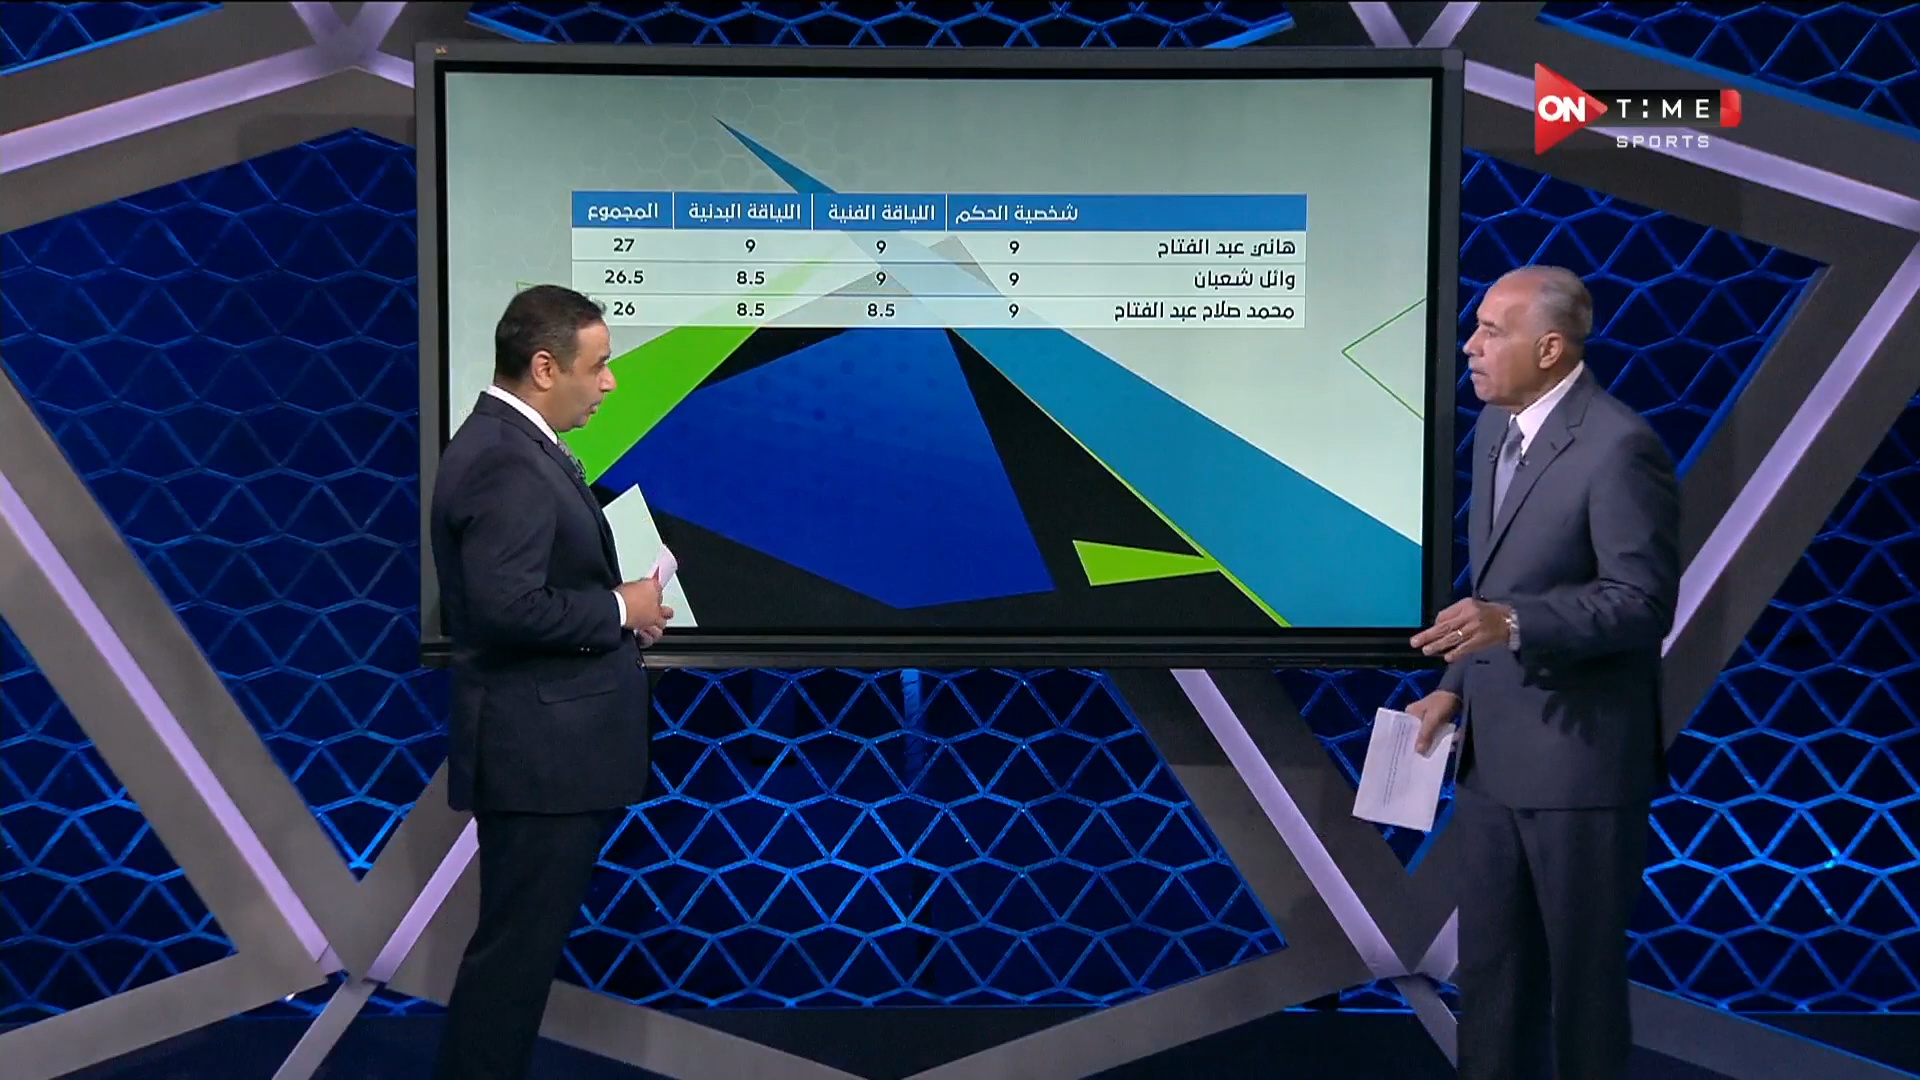 ON TIME
SPORTS
شخصية الحكم اللياقة الفنية اللياقة البدنية المجموع
هاني عبد الفتاح 9 9 9 27
وائل شعبان 9 9 8.5 26.5
محمد صلاح عبد الفتاح 9 8.5 8.5 26